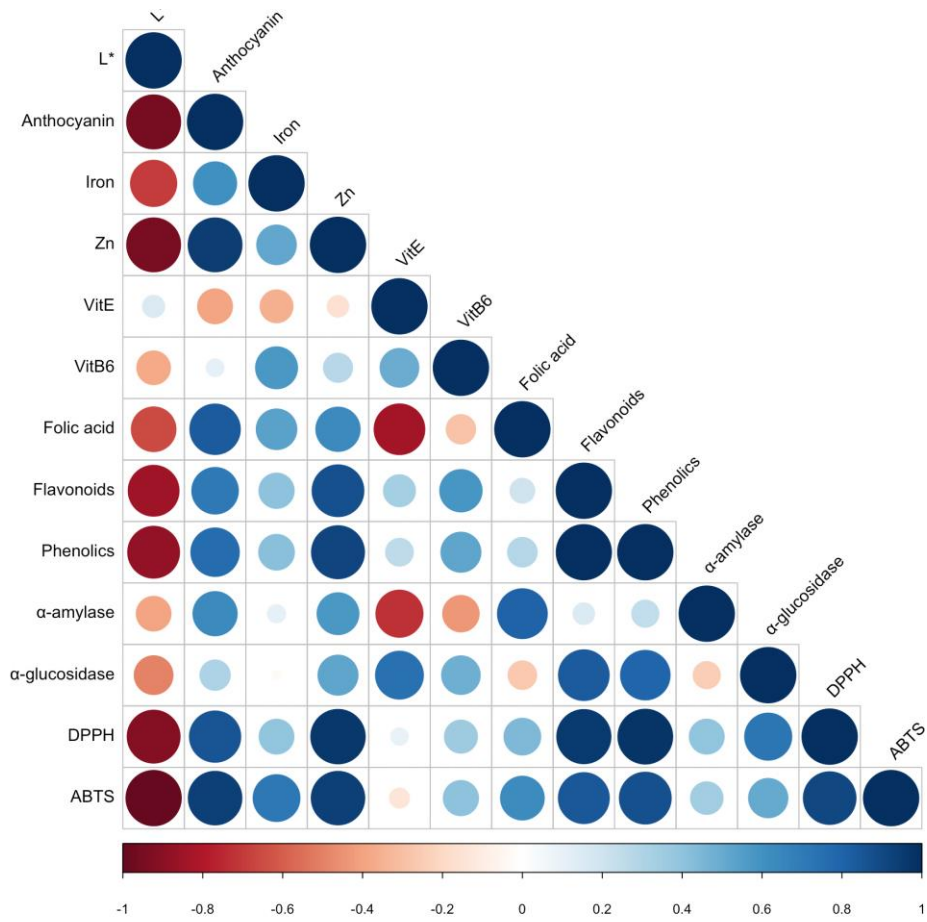 L
L*
Anthocyanin
Anthocyanin
Iron
Iron
Zn
Zn
VitE
VitE
VitB6
VitB6
Folic acid
Folic acid
Flavonoids
Flavonoids
Phenolics
Phenolics
α-amylase
α-amylase
α-glucosidase
α-glucosidase
DPPH
DPPH
ABTS
ABTS
-1 -0.8 -0.6 -0.4 -0.2 0 0.2 0.4 0.6 0.8 1